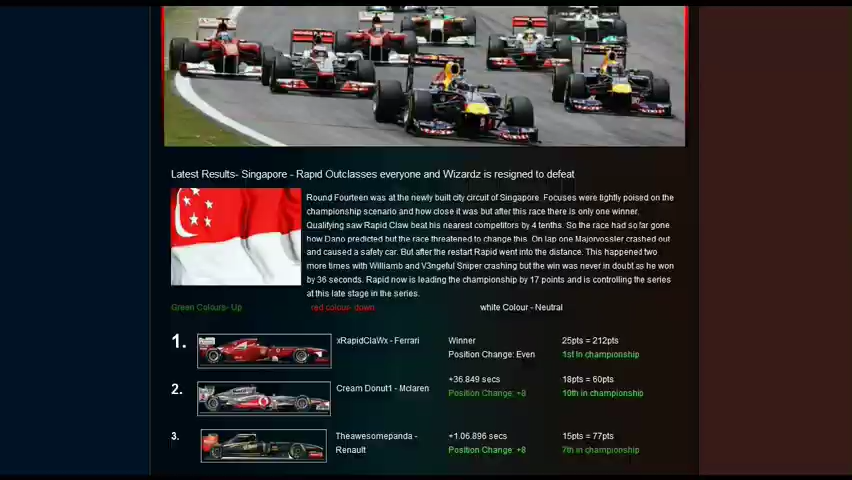 Latest Results- Singapore - Rapid Outclasses everyone and Wizardz is resigned to defeat
Round Fourteen was at the newly built city circuit of Singapore. Focuses were tightly poised on the
championship scenario and how close it was but after this race there is only one winner.
Qualifying saw Rapid Claw beat his nearest competitors by 4 tenths. So the race had so far gone
how Dano predicted but the race threatened to change this. On lap one Majorvossler crashed out
and caused a safety car. But after the restart Rapid went into the distance. This happened two
more times with Williamb and V3ngeful Sniper crashing but the win was never in doubt as he won
by 36 seconds. Rapid now is leading the championship by 17 points and is controlling the series
at this late stage in the series.
Green Colours- Up
red colour- down
white Colour - Neutral
1.
xRapidClaWx - Ferrari
Winner
25pts = 212pts
Position Change: Even
1st In championship
2.
Cream Donut1 - Mclaren
+36.849 secs
18pts = 60pts
Position Change: +8
10th in championship
3.
Theawesomepanda -
Renault
+1:06.896 secs
15pts = 77pts
Position Change: +8
7th in championship